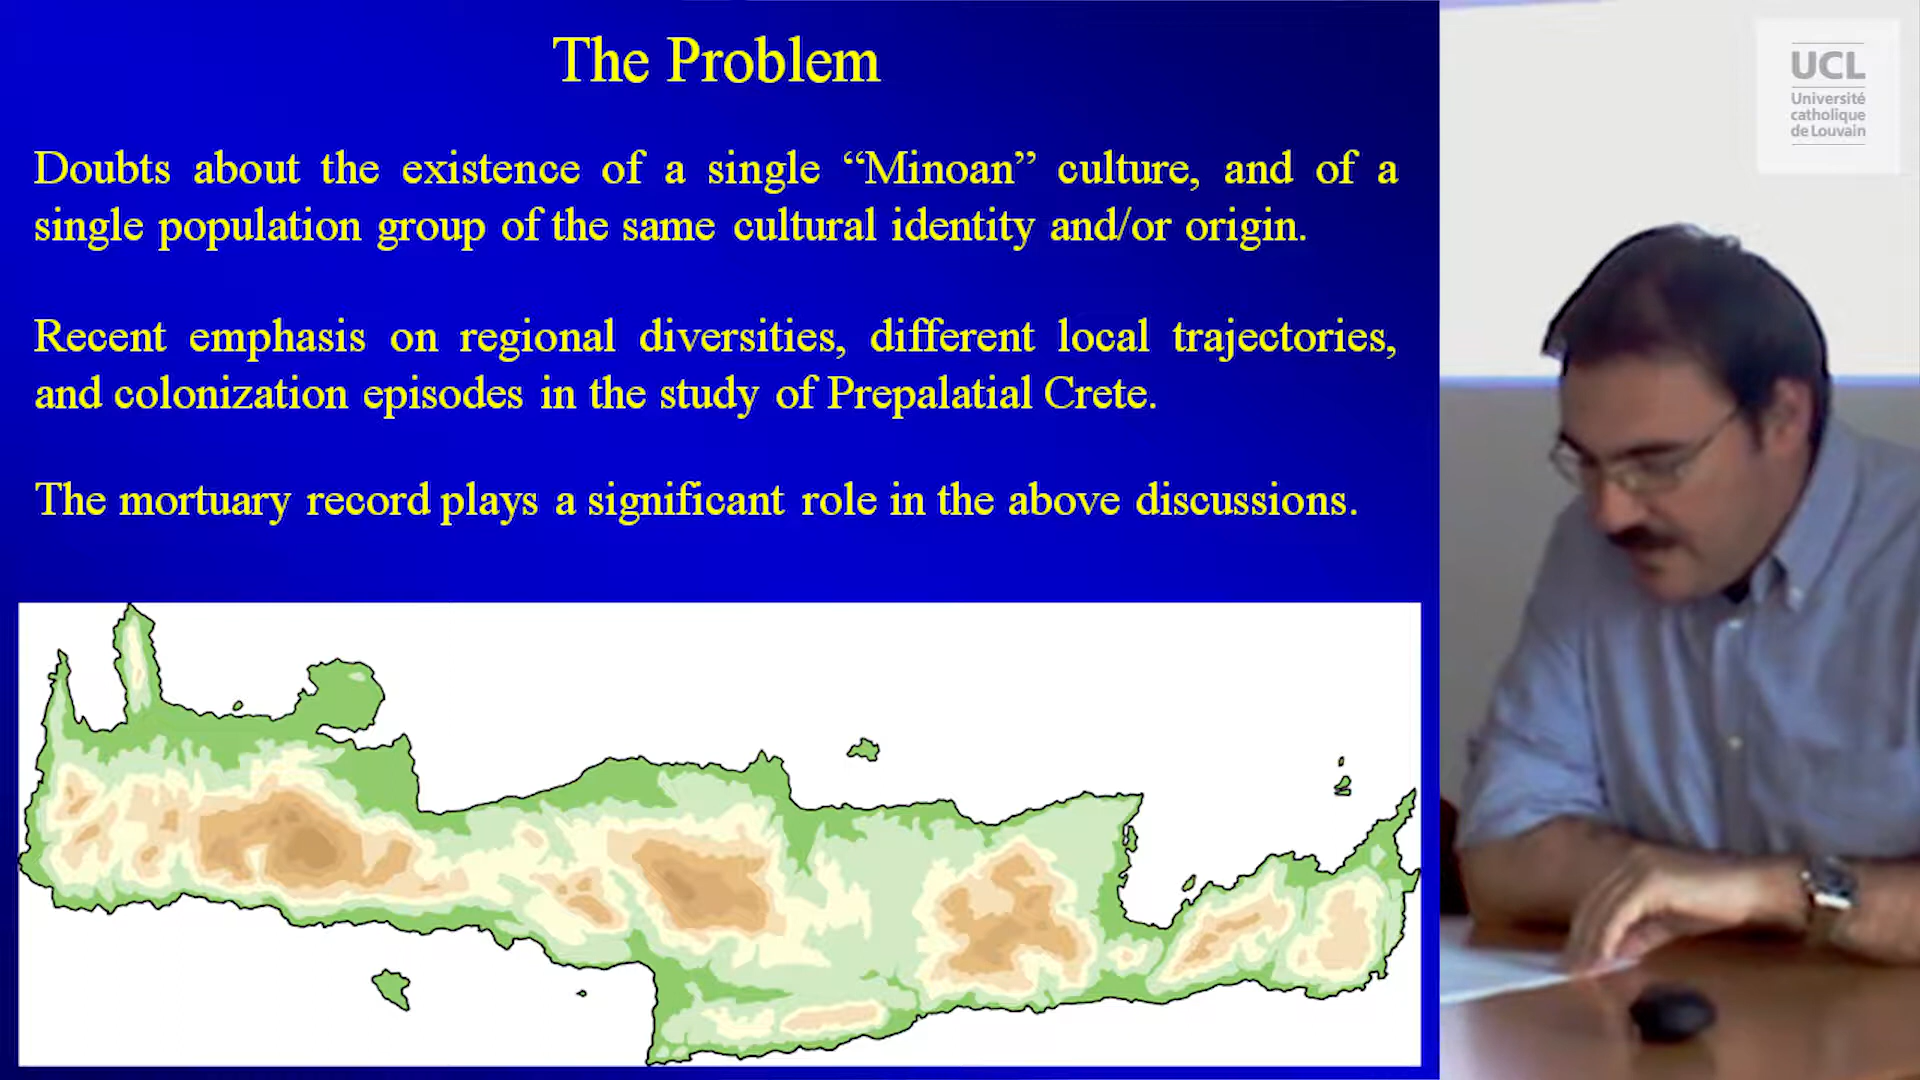 The Problem
Doubts about the existence of a single “Minoan” culture, and of a
single population group of the same cultural identity and/or origin.
Recent emphasis on regional diversities, different local trajectories,
and colonization episodes in the study of Prepalatial Crete.
The mortuary record plays a significant role in the above discussions.
UCL
Université
catholique
de Louvain